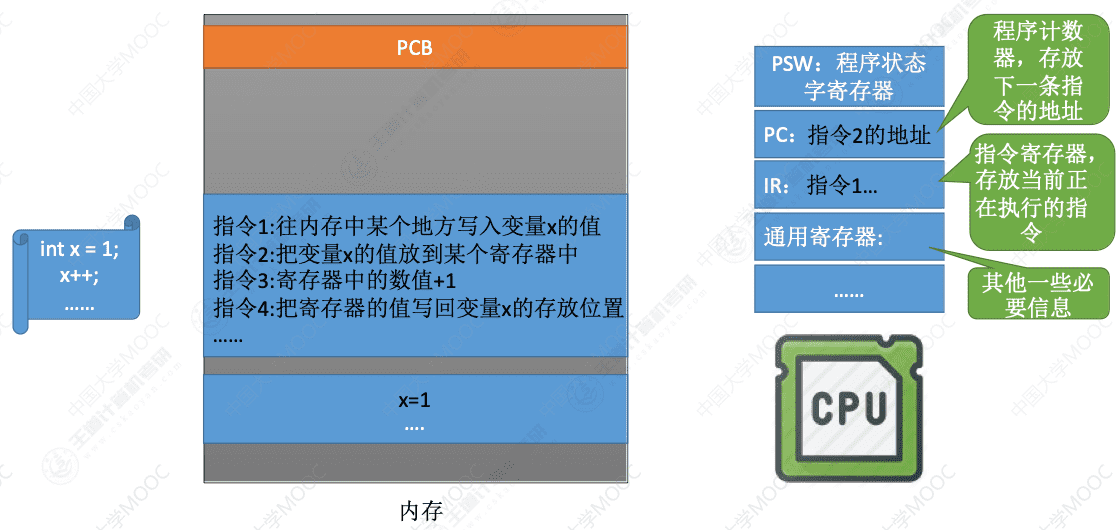 int x = 1;
x++;
……
PCB
指令1:往内存中某个地方写入变量x的值
指令2:把变量x的值放到某个寄存器中
指令3:寄存器中的数值+1
指令4:把寄存器的值写回变量x的存放位置
……
x=1
....
内存
PSW：程序状态
字寄存器
PC：指令2的地址
IR： 指令1…
通用寄存器:
……
程序计数
器，存放
下一条指
令的地址
指令寄存器，
存放当前正
在执行的指
令
其他一些必
要信息
CPU
中国大学MOOC
王道计算机考研